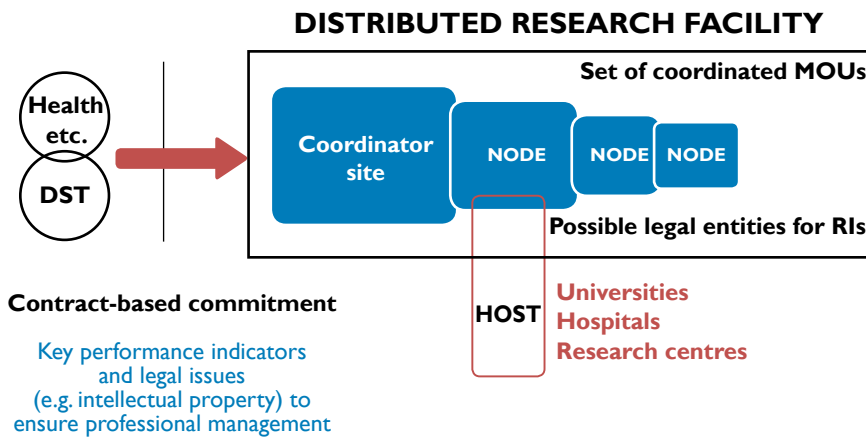 DISTRIBUTED RESEARCH FACILITY
Set of coordinated MOUs
Health
etc.
DST
Coordinator
site
NODE
NODE
NODE
Possible legal entities for RIs
Contract-based commitment
Key performance indicators
and legal issues
(e.g. intellectual property) to
ensure professional management
HOST
Universities
Hospitals
Research centres